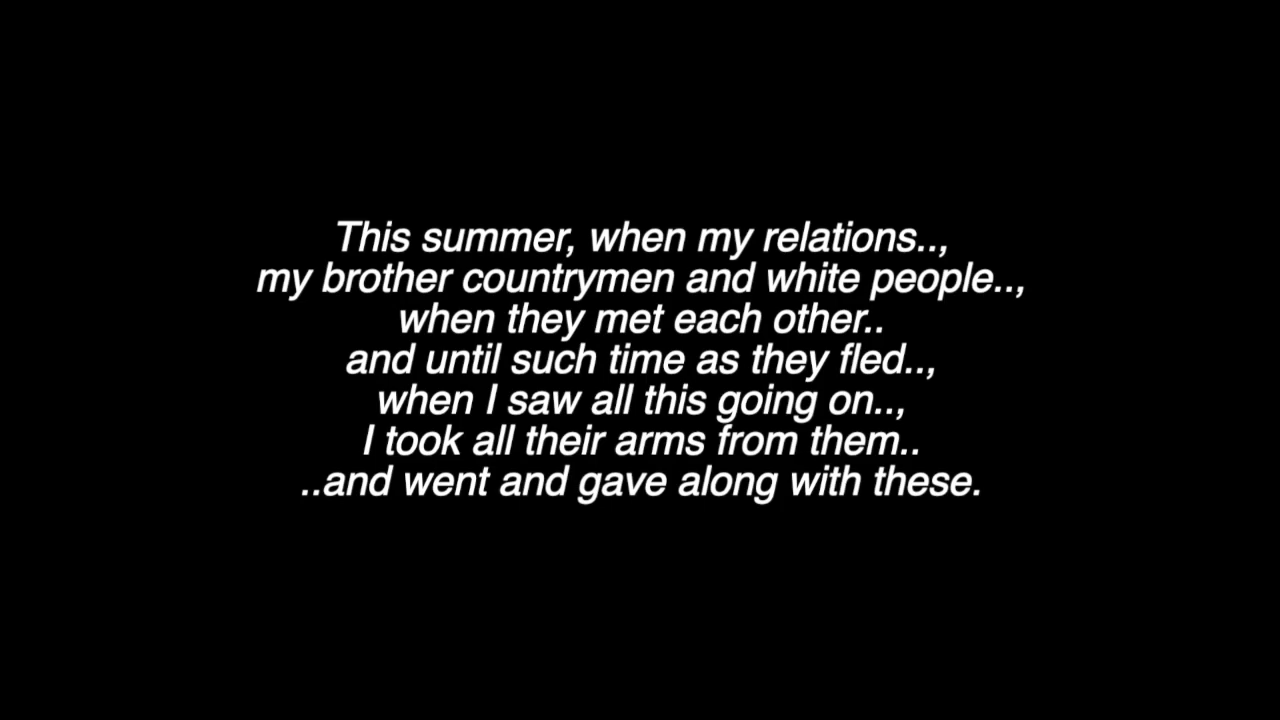 This summer, when my relations..,
my brother countrymen and white people..,
when they met each other..
and until such time as they fled..,
when I saw all this going on..,
I took all their arms from them..
..and went and gave along with these.